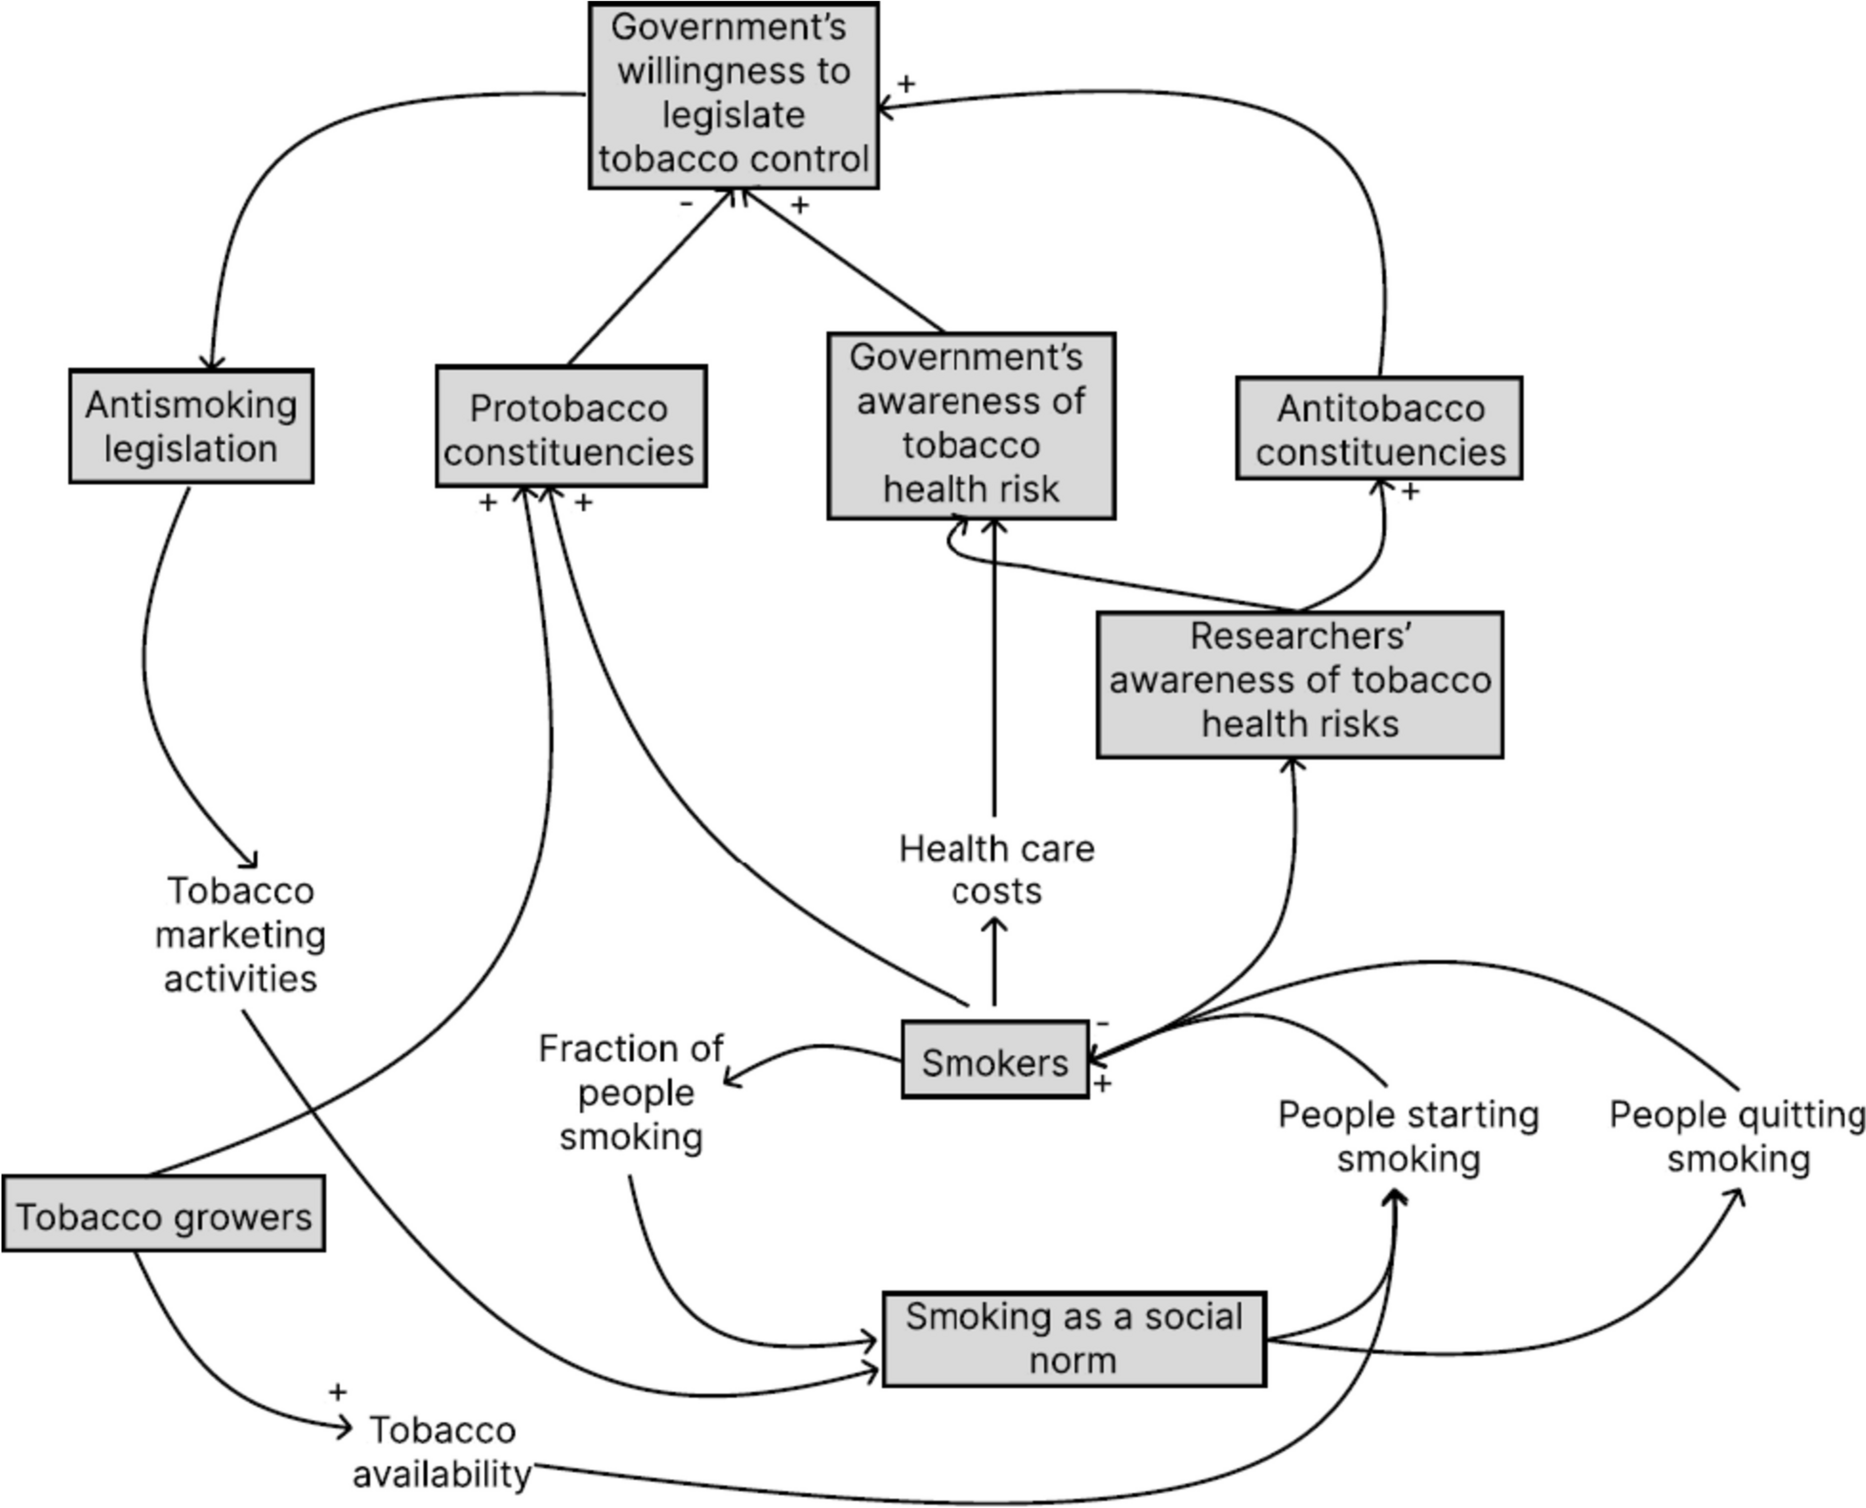 Government’s
willingness to
legislate
tobacco control
+
-
+
Antismoking
legislation
Protobacco
constituencies
+
+
Government’s
awareness of
tobacco
health risk
Antitobacco
constituencies
+
Researchers’
awareness of tobacco
health risks
Tobacco
marketing
activities
Health care
costs
Fraction of
people
smoking
Smokers
-
+
People starting
smoking
People quitting
smoking
Tobacco growers
Smoking as a social
norm
+
Tobacco
availability